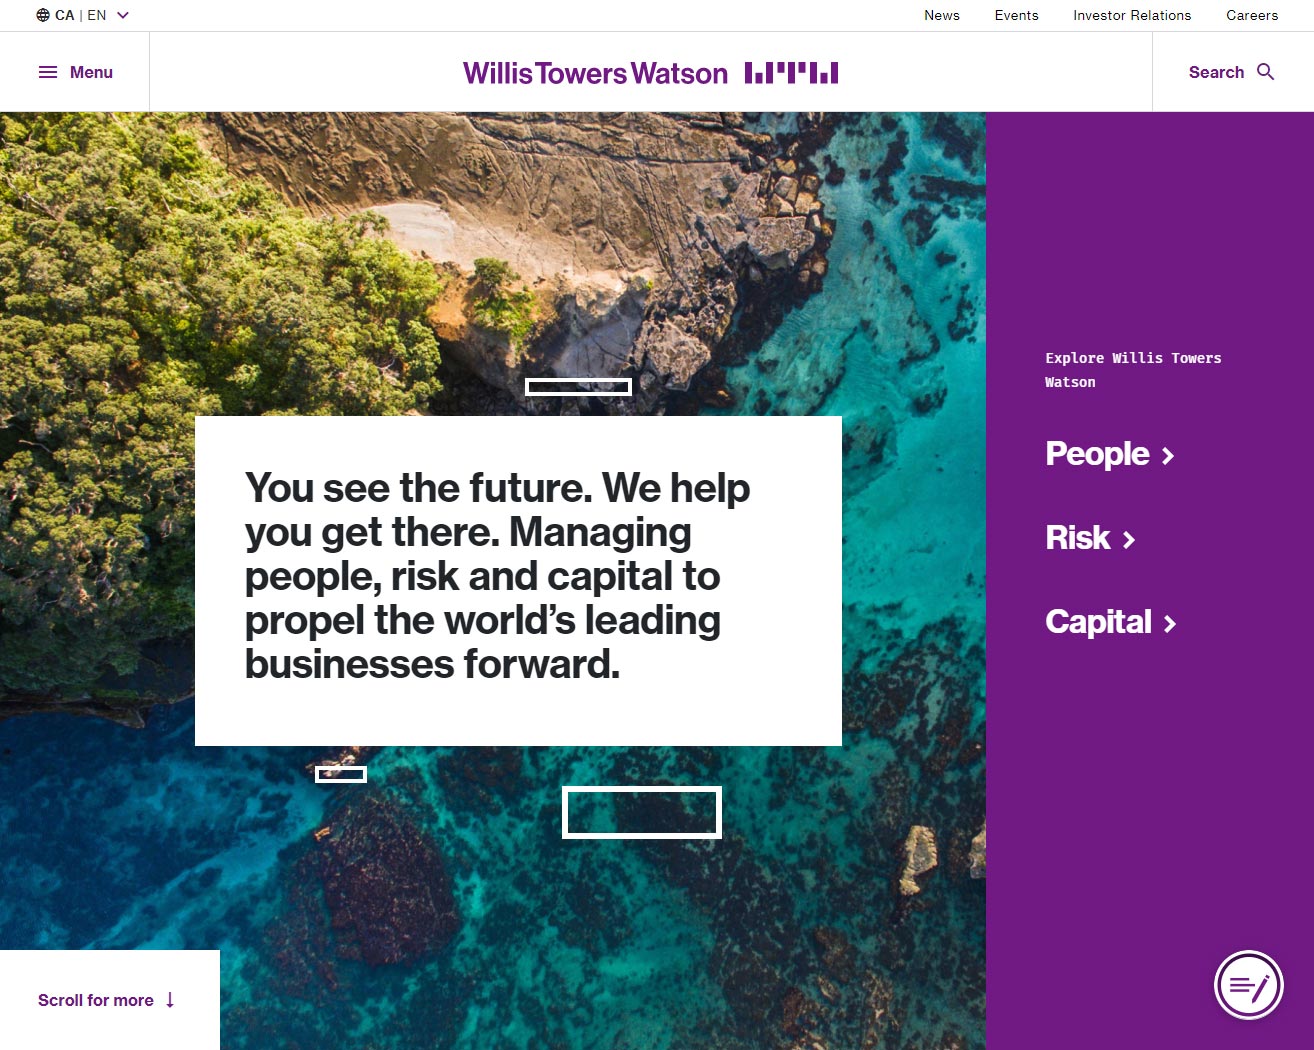 CA | EN
News
Events
Investor Relations
Careers
Menu
Willis Towers Watson
Search
You see the future. We help
you get there. Managing
people, risk and capital to
propel the world’s leading
businesses forward.
Explore Willis Towers
Watson
People
Risk
Capital
Scroll for more